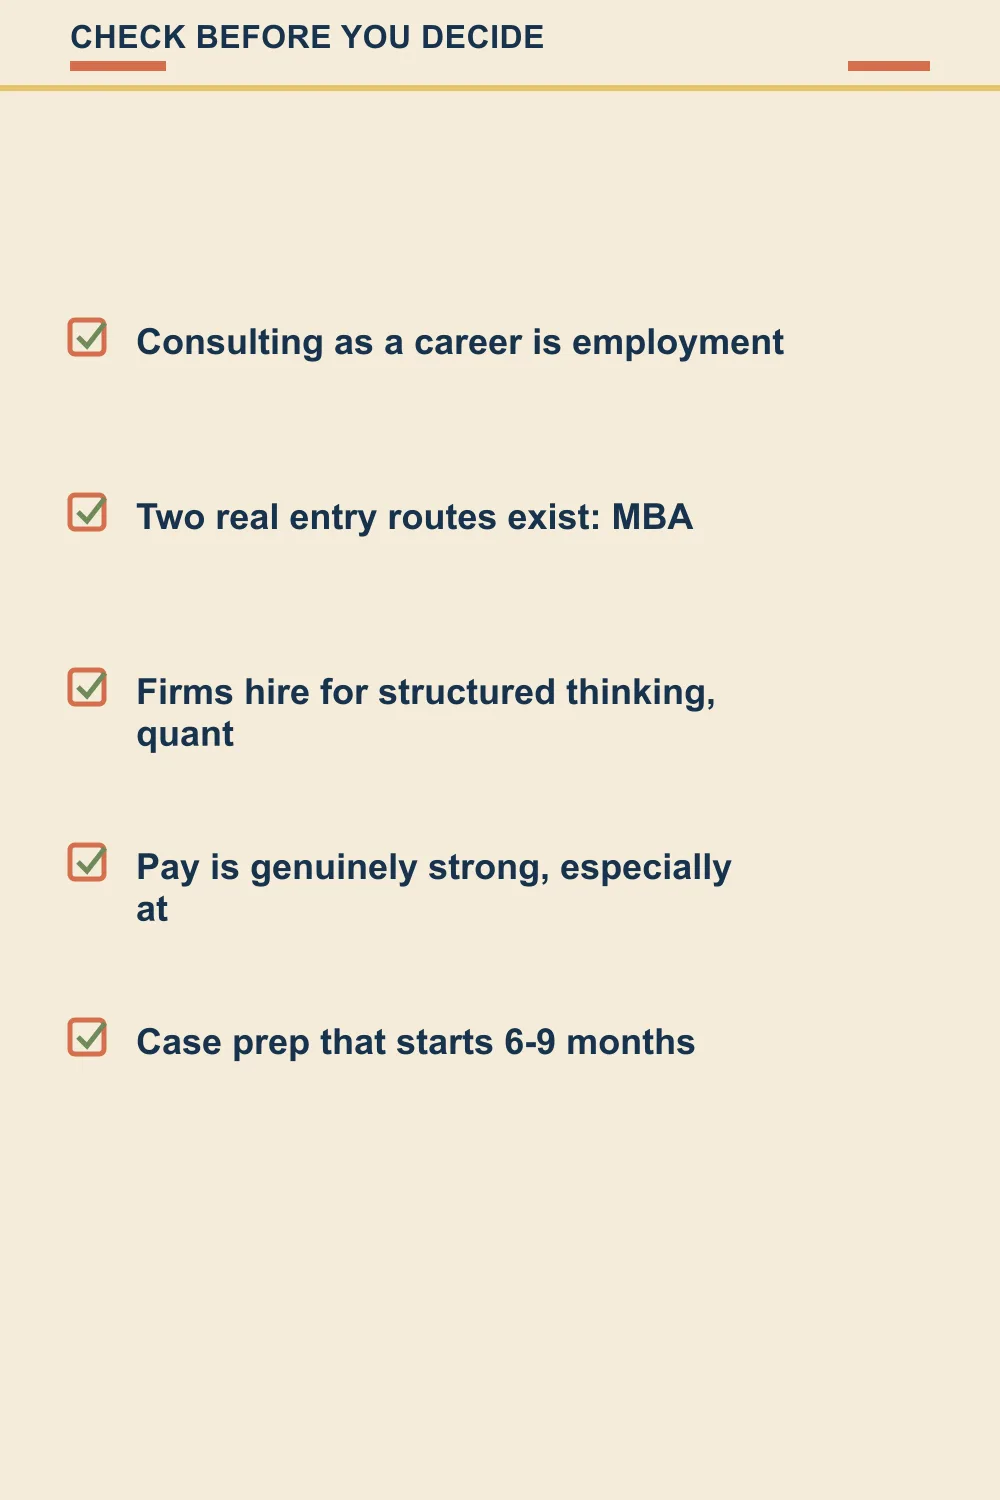 CHECK BEFORE YOU DECIDE
Consulting as a career is employment
Two real entry routes exist: MBA
Firms hire for structured thinking,
quant
Pay is genuinely strong, especially
at
Case prep that starts 6-9 months